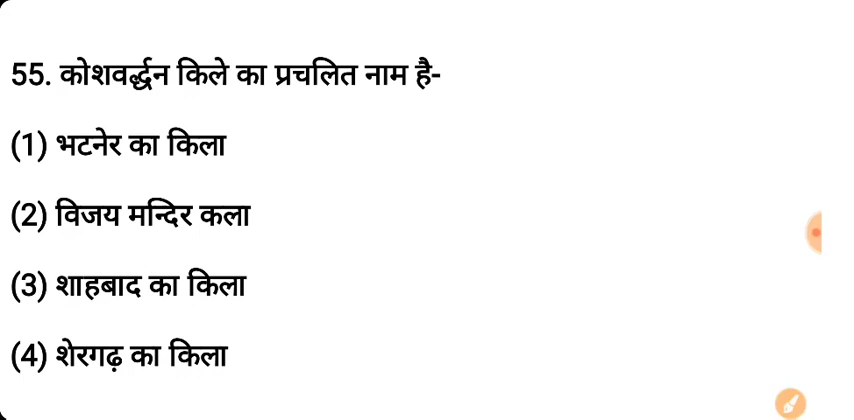 55. कोशवर्द्धन किले का प्रचलित नाम है-
(1) भटनेर का किला
(2) विजय मन्दिर कला
(3) शाहबाद का किला
(4) शेरगढ़ का किला